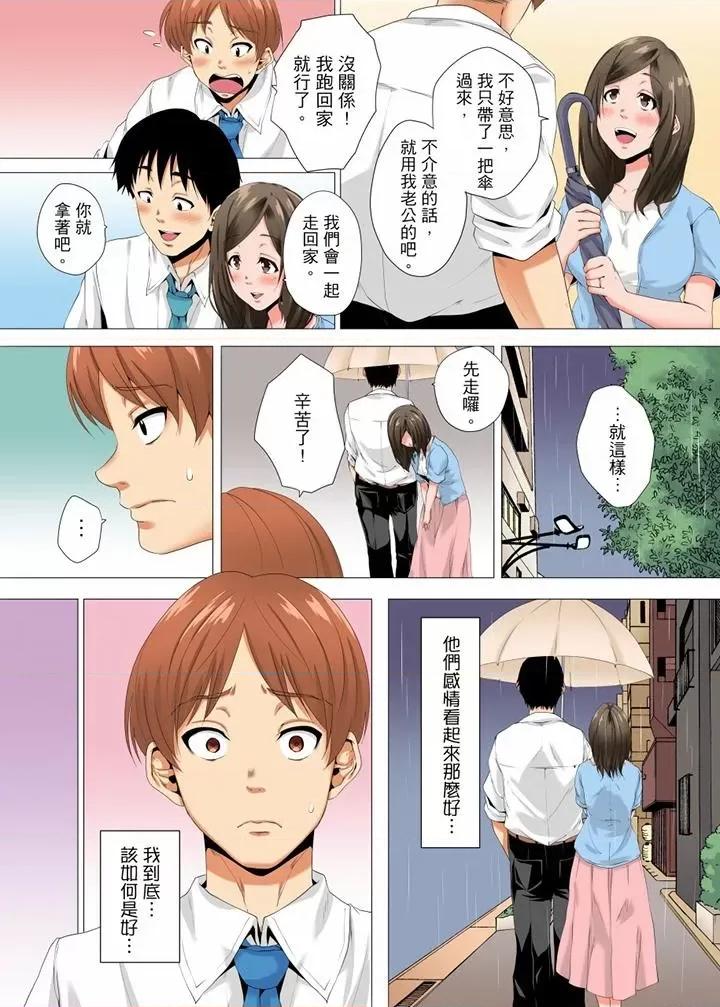 不好意思，
我只帶了一把傘
過來，
不介意的話，
就用我老公的吧。
沒關係！
我跑回家
就行了。
我們會一起
走回家。
你就
拿著吧。
…就這樣…
先走囉。
辛苦了！
…
他們感情看起來那麼好…
我到底…
該如何是好…